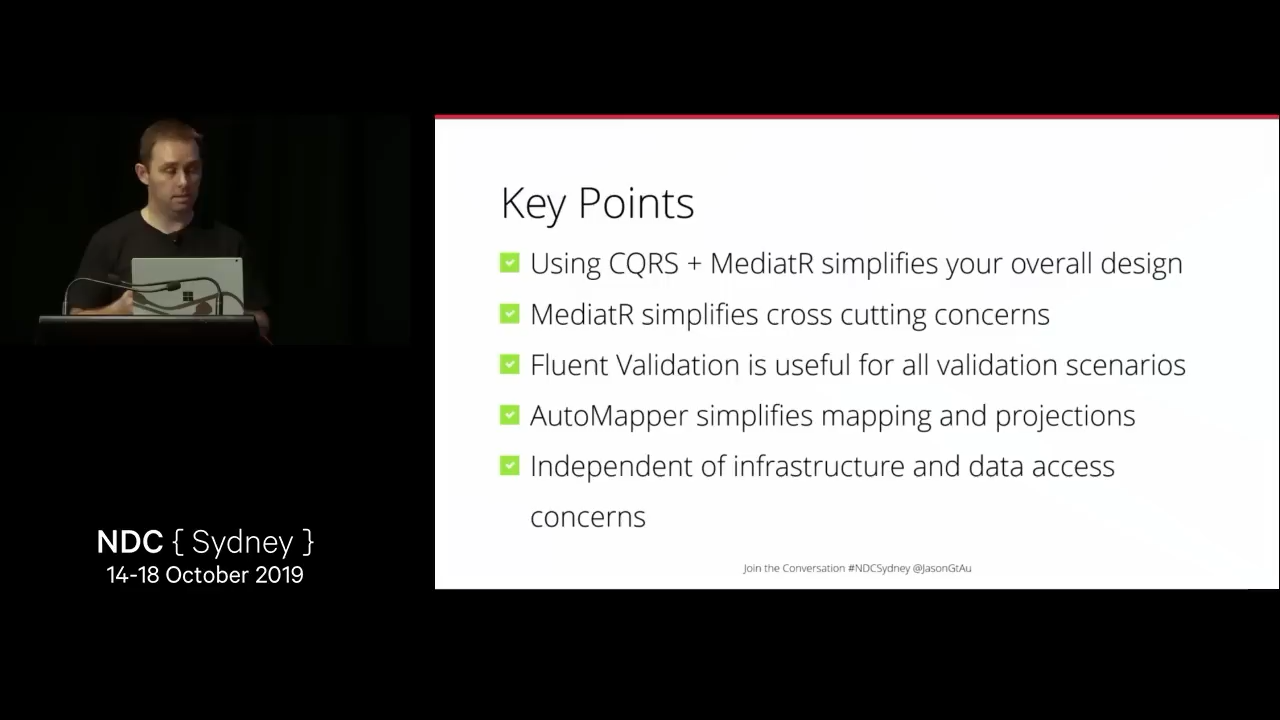 Key Points
Using CQRS + MediatR simplifies your overall design
MediatR simplifies cross cutting concerns
Fluent Validation is useful for all validation scenarios
AutoMapper simplifies mapping and projections
Independent of infrastructure and data access
concerns
Join the Conversation #NDCSydney @JasonGtAu
NDC { Sydney }
14-18 October 2019